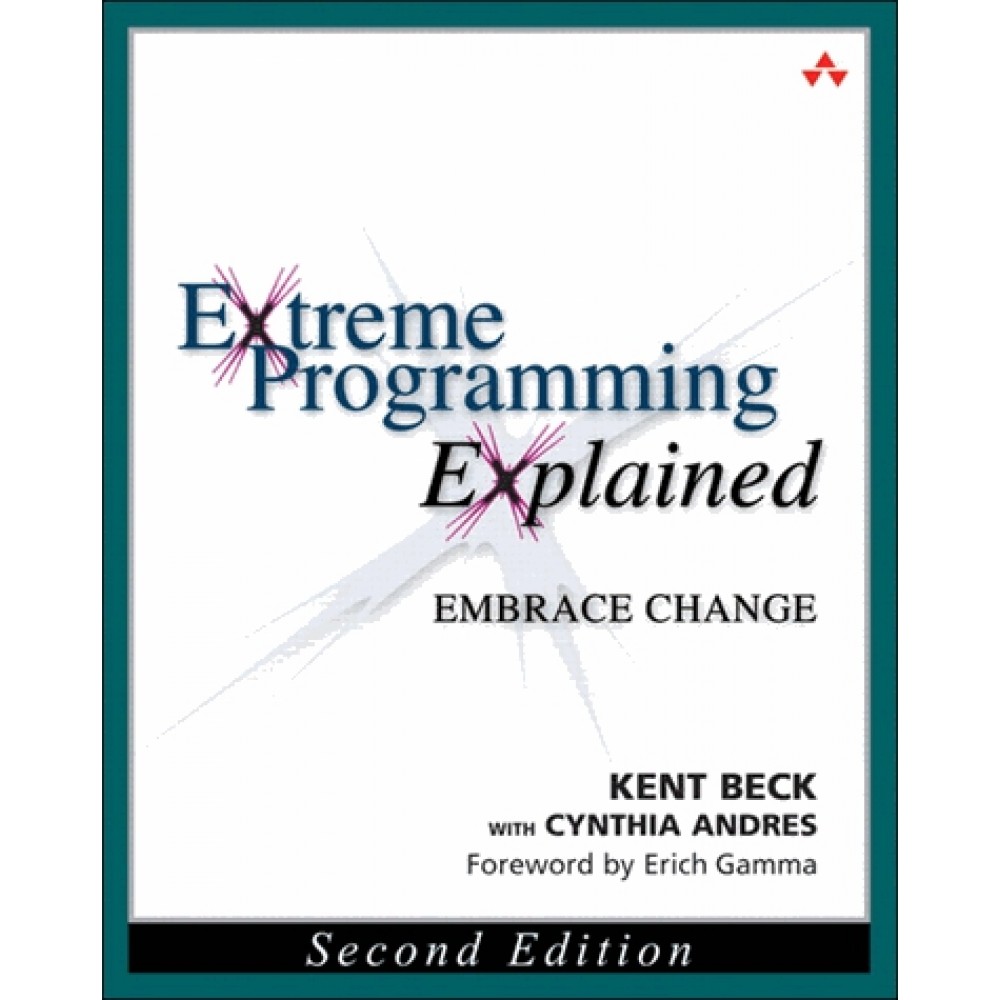 Extreme
Programming
Explained
EMBRACE CHANGE
KENT BECK
WITH CYNTHIA ANDRES
Foreword by Erich Gamma
Second Edition